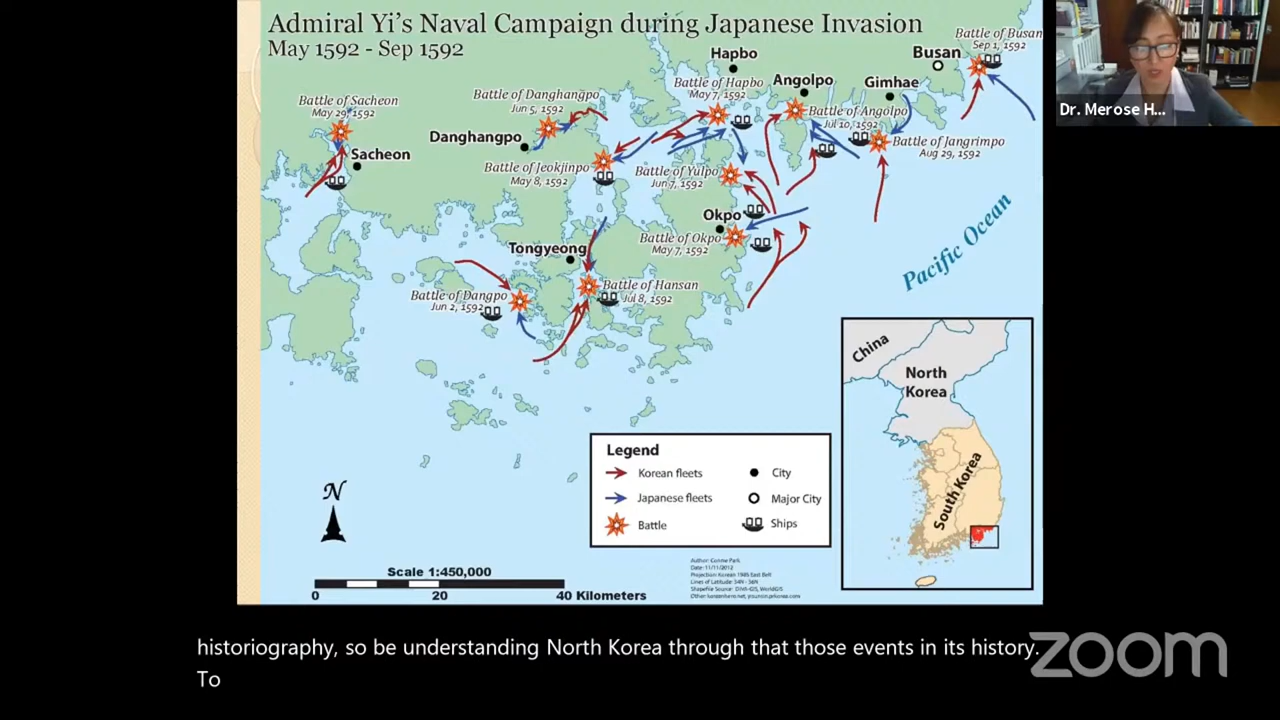 Admiral Yi's Naval Campaign during Japanese Invasion
May 1592 - Sep 1592
Battle of Busan
Sep 1, 1592
Busan
Hapbo
Battle of Hapbo
May 7, 1592
Angolpo
Gimhae
Battle of Danghangpo
Jun 5, 1592
Battle of Sacheon
May 29, 1592
Battle of Angolpo
Jul 10, 1592
Danghangpo
Battle of Jangrimpo
Aug 29, 1592
Sacheon
Battle of Jeokjinpo
May 8, 1592
Battle of Yulpo
Jun 7, 1592
Okpo
Battle of Okpo
May 7, 1592
Pacific Ocean
Tongyeong
Battle of Hansan
Jul 8, 1592
Battle of Dangpo
Jun 2, 1592
China
North
Korea
South Korea
Legend
Korean fleets
City
Japanese fleets
Major City
Battle
Ships
N
Scale 1:450,000
0 20 40 Kilometers
Date: 11/11/2012
Dr. Merose H...
historiography, so be understanding North Korea through that those events in its history.
To
zoom